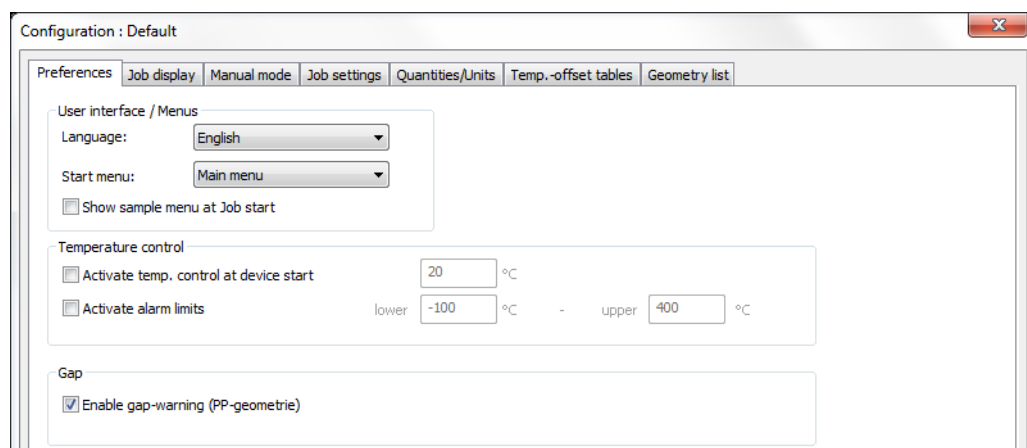 Configuration : Default
Preferences Job display Manual mode Job settings Quantities/Units Temp.-offset tables Geometry list
User interface / Menus
Language: English
Start menu: Main menu
Show sample menu at Job start
Temperature control
Activate temp. control at device start 20 °C
Activate alarm limits lower -100 °C - upper 400 °C
Gap
Enable gap-warning (PP-geometrie)